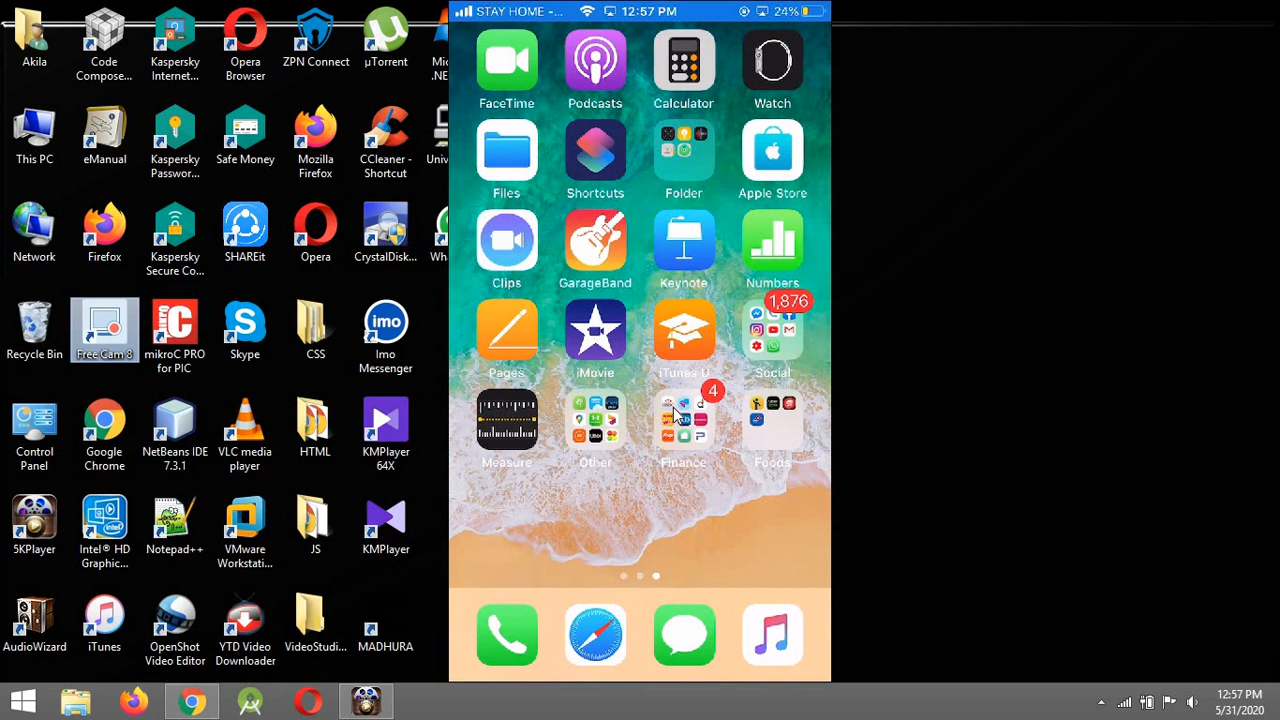 Akila
Code
Compose...
Kaspersky
Internet...
Opera
Browser
ZPN Connect
µTorrent
Mic
.NE
This PC
eManual
Kaspersky
Passwor...
Safe Money
Mozilla
Firefox
CCleaner -
Shortcut
Univ
Network
Firefox
Kaspersky
Secure Co...
SHAREit
Opera
CrystalDisk...
Wh
Recycle Bin
Free Cam 8
mikroC PRO
for PIC
Skype
CSS
Imo
Messenger
Control
Panel
Google
Chrome
NetBeans IDE
7.3.1
VLC media
player
HTML
KMPlayer
64X
5KPlayer
Intel® HD
Graphic...
Notepad++
VMware
Workstati...
JS
KMPlayer
AudioWizard
iTunes
OpenShot
Video Editor
YTD Video
Downloader
VideoStudi...
MADHURA
STAY HOME -... 12:57 PM 24%
FaceTime Podcasts Calculator Watch
Files Shortcuts Folder Apple Store
Clips GarageBand Keynote Numbers
1,876
Pages iMovie iTunes U Social
4
Measure Other Finance Foods
12:57 PM
5/31/2020